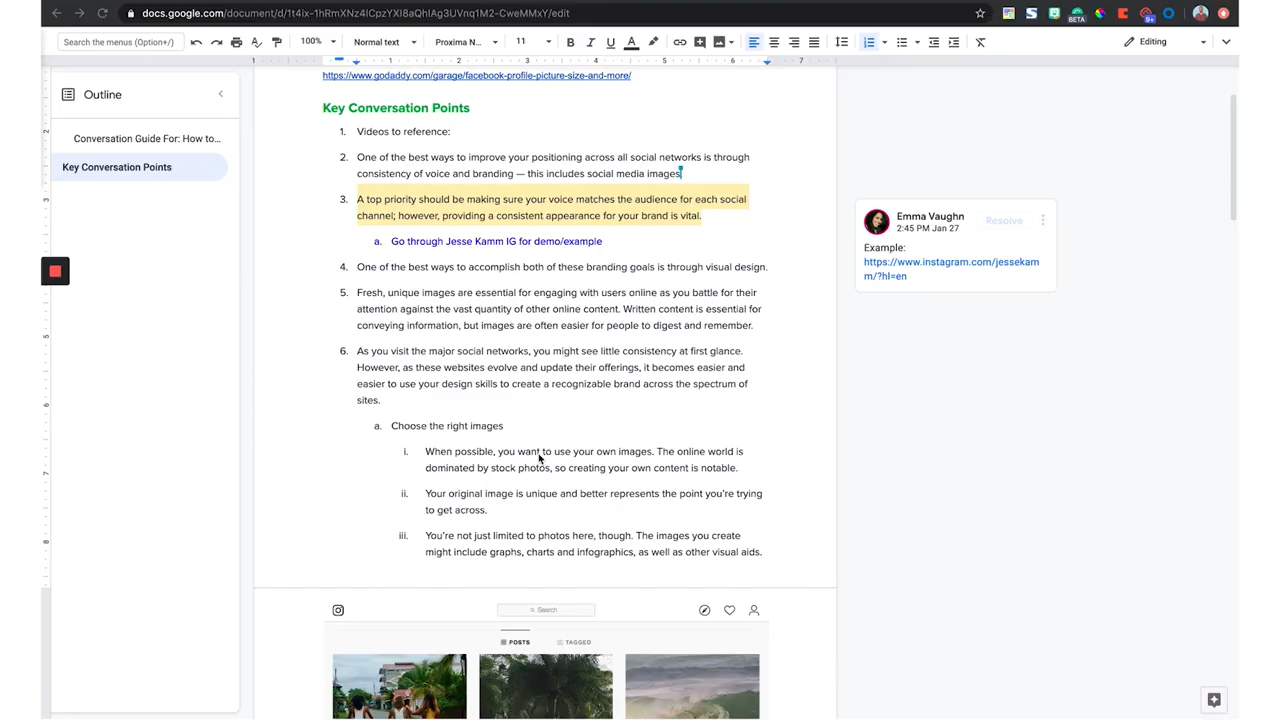 docs.google.com/document/d/1t4ix-1hRmXNz4lCpzYXI8aQhIAg3UVnq1M2-CweMMxY/edit
BETA
9+
Search the menus (Option+/)
100%
Normal text
Proxima N...
11
B I U A
Editing
1 1 2 3 4 5 6 7
https://www.godaddy.com/garage/facebook-profile-picture-size-and-more/
Outline
Conversation Guide For: How to...
Key Conversation Points
Key Conversation Points
1. Videos to reference:
2. One of the best ways to improve your positioning across all social networks is through
consistency of voice and branding — this includes social media images
3. A top priority should be making sure your voice matches the audience for each social
channel; however, providing a consistent appearance for your brand is vital.
a. Go through Jesse Kamm IG for demo/example
4. One of the best ways to accomplish both of these branding goals is through visual design.
5. Fresh, unique images are essential for engaging with users online as you battle for their
attention against the vast quantity of other online content. Written content is essential for
conveying information, but images are often easier for people to digest and remember.
6. As you visit the major social networks, you might see little consistency at first glance.
However, as these websites evolve and update their offerings, it becomes easier and
easier to use your design skills to create a recognizable brand across the spectrum of
sites.
a. Choose the right images
i. When possible, you want to use your own images. The online world is
dominated by stock photos, so creating your own content is notable.
ii. Your original image is unique and better represents the point you're trying
to get across.
iii. You're not just limited to photos here, though. The images you create
might include graphs, charts and infographics, as well as other visual aids.
Emma Vaughn
Resolve
2:45 PM Jan 27
Example:
https://www.instagram.com/jessekam
m/?hl=en
Search
POSTS
TAGGED